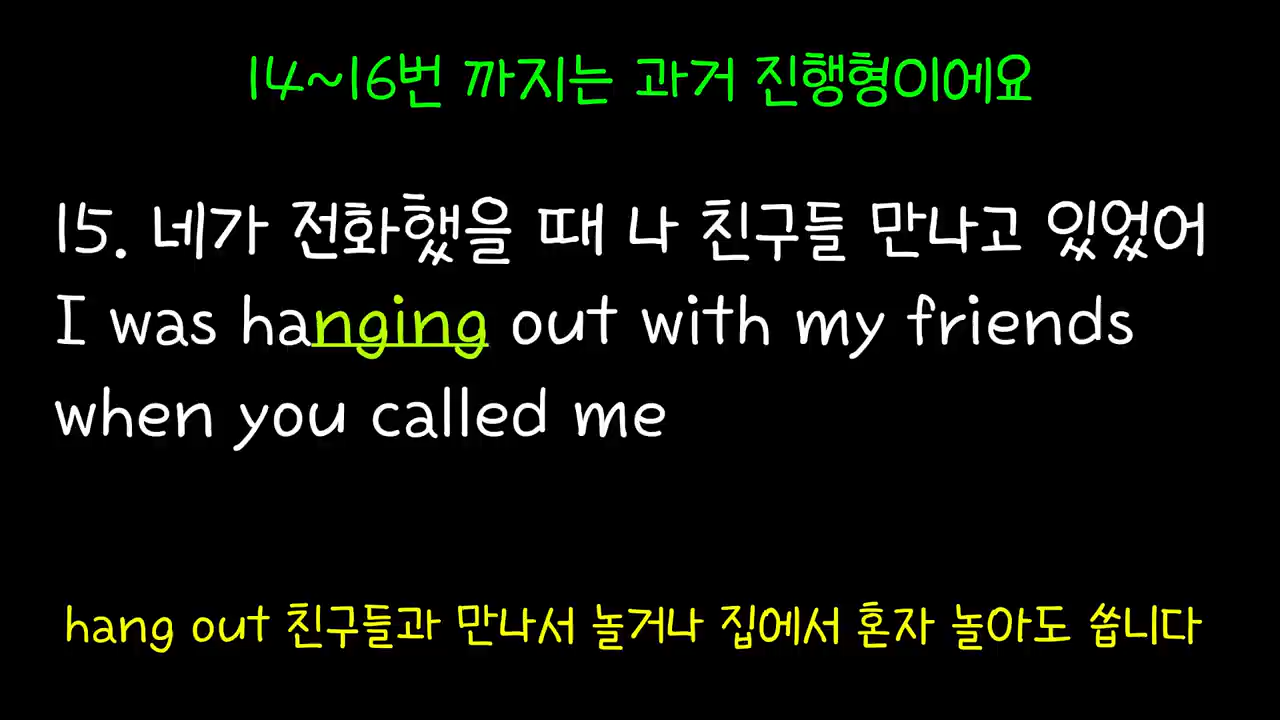 14~16번 까지는 과거 진행형이에요
15. 네가 전화했을 때 나 친구들 만나고 있었어
I was hanging out with my friends
when you called me
hang out 친구들과 만나서 놀거나 집에서 혼자 놀아도 씁니다